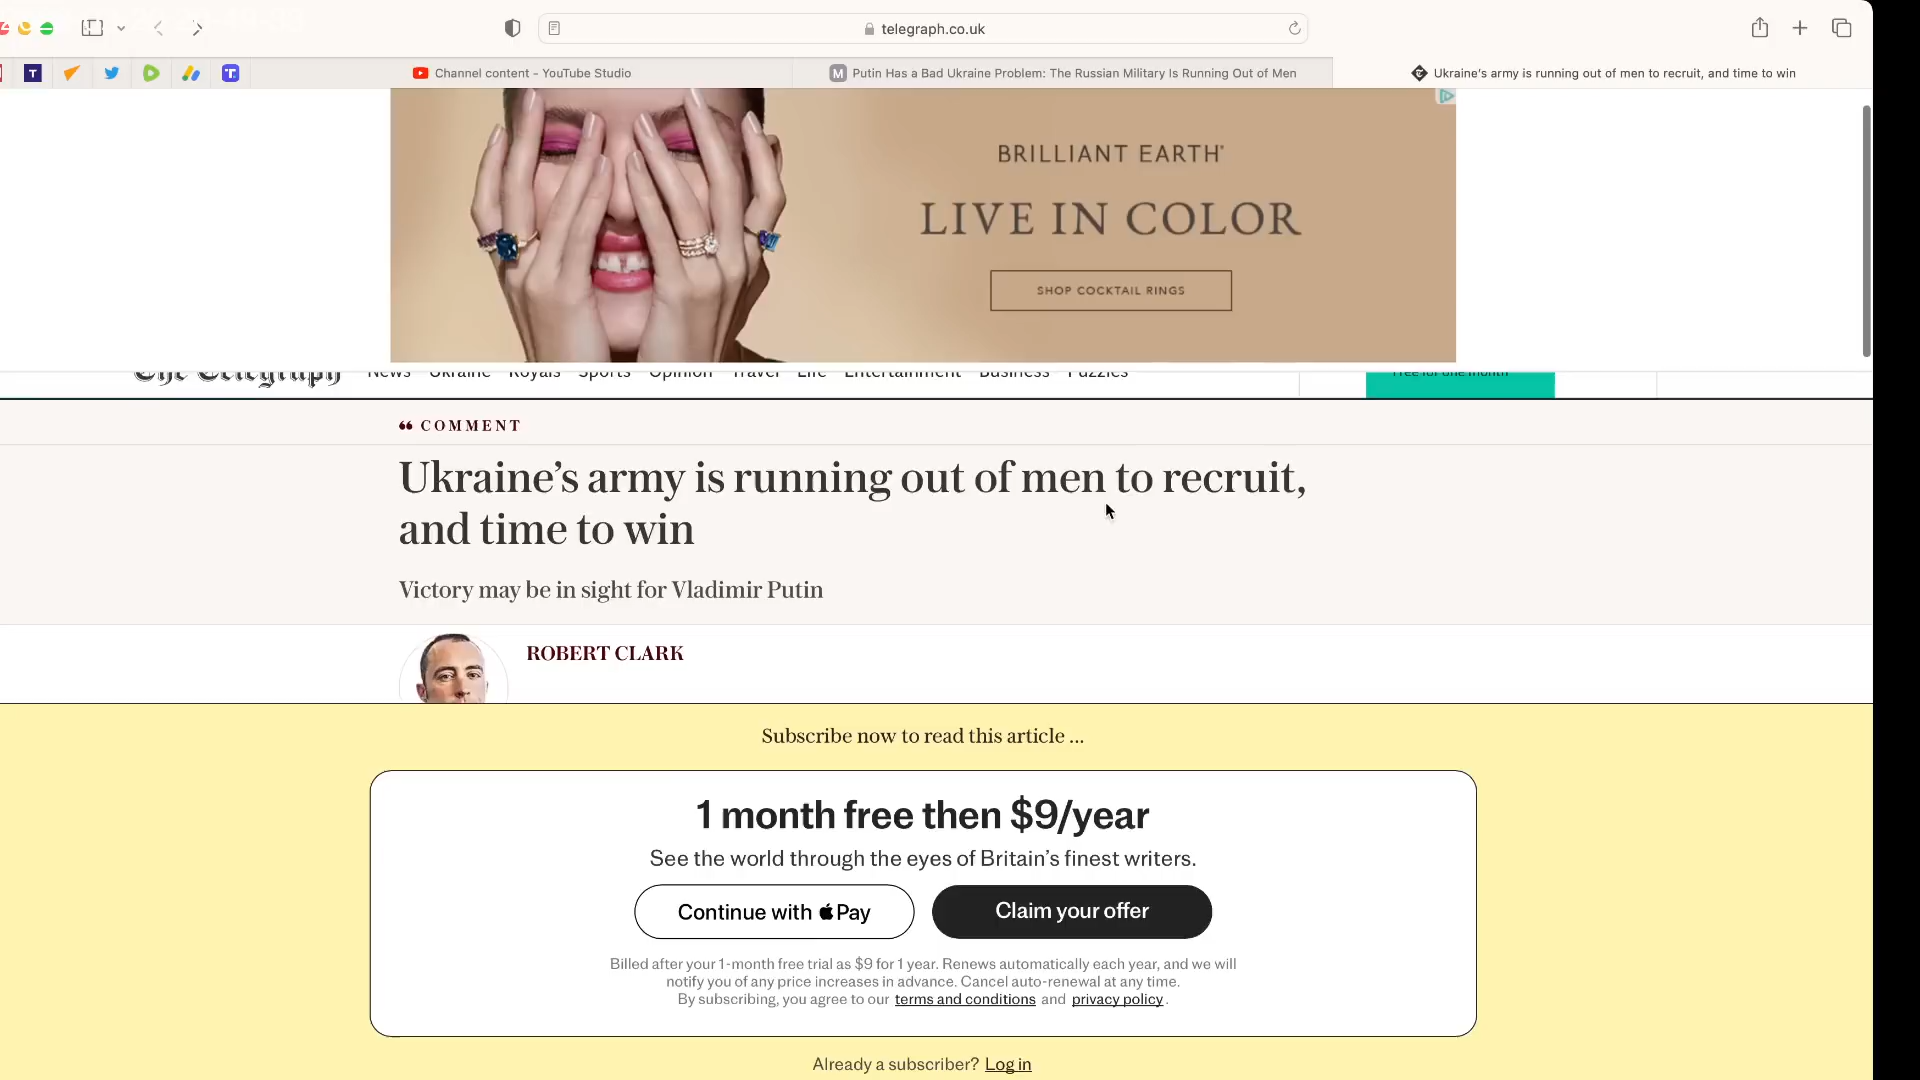 telegraph.co.uk
T
T
Channel content - YouTube Studio
M Putin Has a Bad Ukraine Problem: The Russian Military Is Running Out of Men
Ukraine's army is running out of men to recruit, and time to win
BRILLIANT EARTH
LIVE IN COLOR
SHOP COCKTAIL RINGS
The Telegraph
News Ukraine Royals Sports Opinion Travel Life Entertainment Business Puzzles
Free for one month
“ COMMENT
Ukraine’s army is running out of men to recruit,
and time to win
Victory may be in sight for Vladimir Putin
ROBERT CLARK
Subscribe now to read this article ...
1 month free then $9/year
See the world through the eyes of Britain’s finest writers.
Continue with Pay
Claim your offer
Billed after your 1-month free trial as $9 for 1 year. Renews automatically each year, and we will
notify you of any price increases in advance. Cancel auto-renewal at any time.
By subscribing, you agree to our terms and conditions and privacy policy.
Already a subscriber? Log in